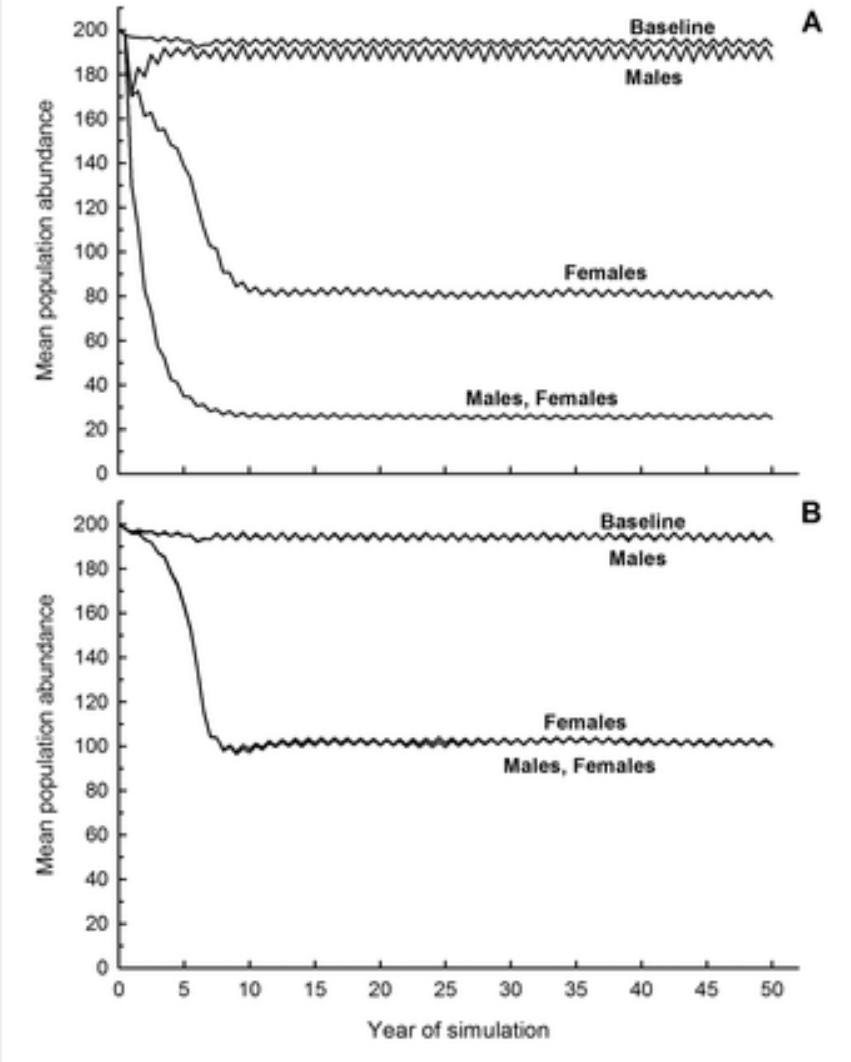 A
Mean population abundance
200
180
160
140
120
100
80
60
40
20
0
Baseline
Males
Females
Males, Females
B
Mean population abundance
200
180
160
140
120
100
80
60
40
20
0
Baseline
Males
Females
Males, Females
0 5 10 15 20 25 30 35 40 45 50
Year of simulation